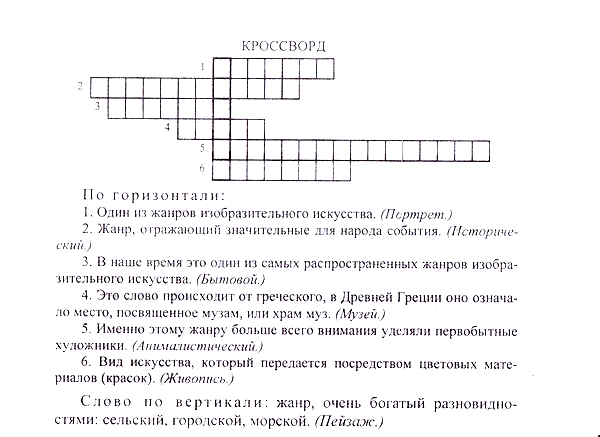 КРОССВОРД
1
2
3
4
5
6
По горизонтали:
1. Один из жанров изобразительного искусства. (Портрет.)
2. Жанр, отражающий значительные для народа события. (Историче-
ский.)
3. В наше время это один из самых распространенных жанров изобра-
зительного искусства. (Бытовой.)
4. Это слово происходит от греческого, в Древней Греции оно означа-
ло место, посвященное музам, или храм муз. (Музей.)
5. Именно этому жанру больше всего внимания уделяли первобытные
художники. (Анималистический.)
6. Вид искусства, который передается посредством цветовых мате-
риалов (красок). (Живопись.)
Слово по вертикали: жанр, очень богатый разновидно-
стями: сельский, городской, морской. (Пейзаж.)